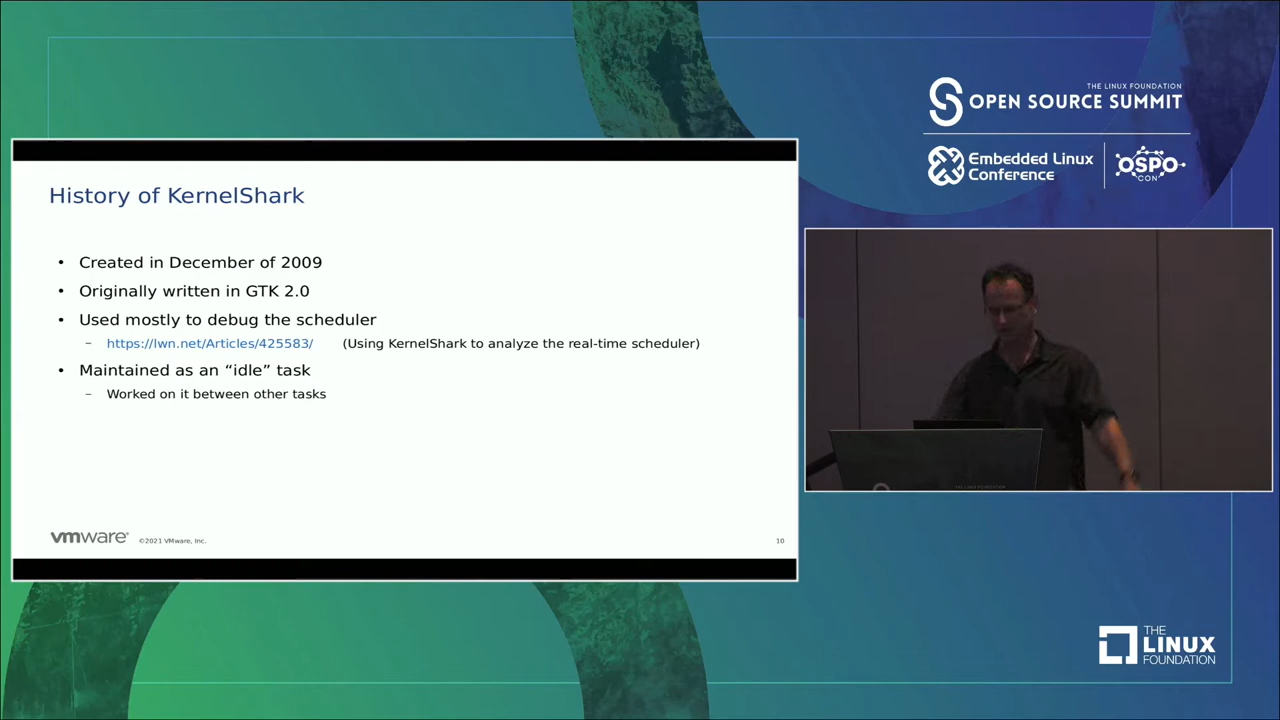 THE LINUX FOUNDATION
OPEN SOURCE SUMMIT
Embedded Linux
Conference
OSPO
CON
History of KernelShark
• Created in December of 2009
• Originally written in GTK 2.0
• Used mostly to debug the scheduler
– https://lwn.net/Articles/425583/ (Using KernelShark to analyze the real-time scheduler)
• Maintained as an “idle” task
– Worked on it between other tasks
vmware® ©2021 VMware, Inc.
10
THE LINUX FOUNDATION
THE
LINUX
FOUNDATION